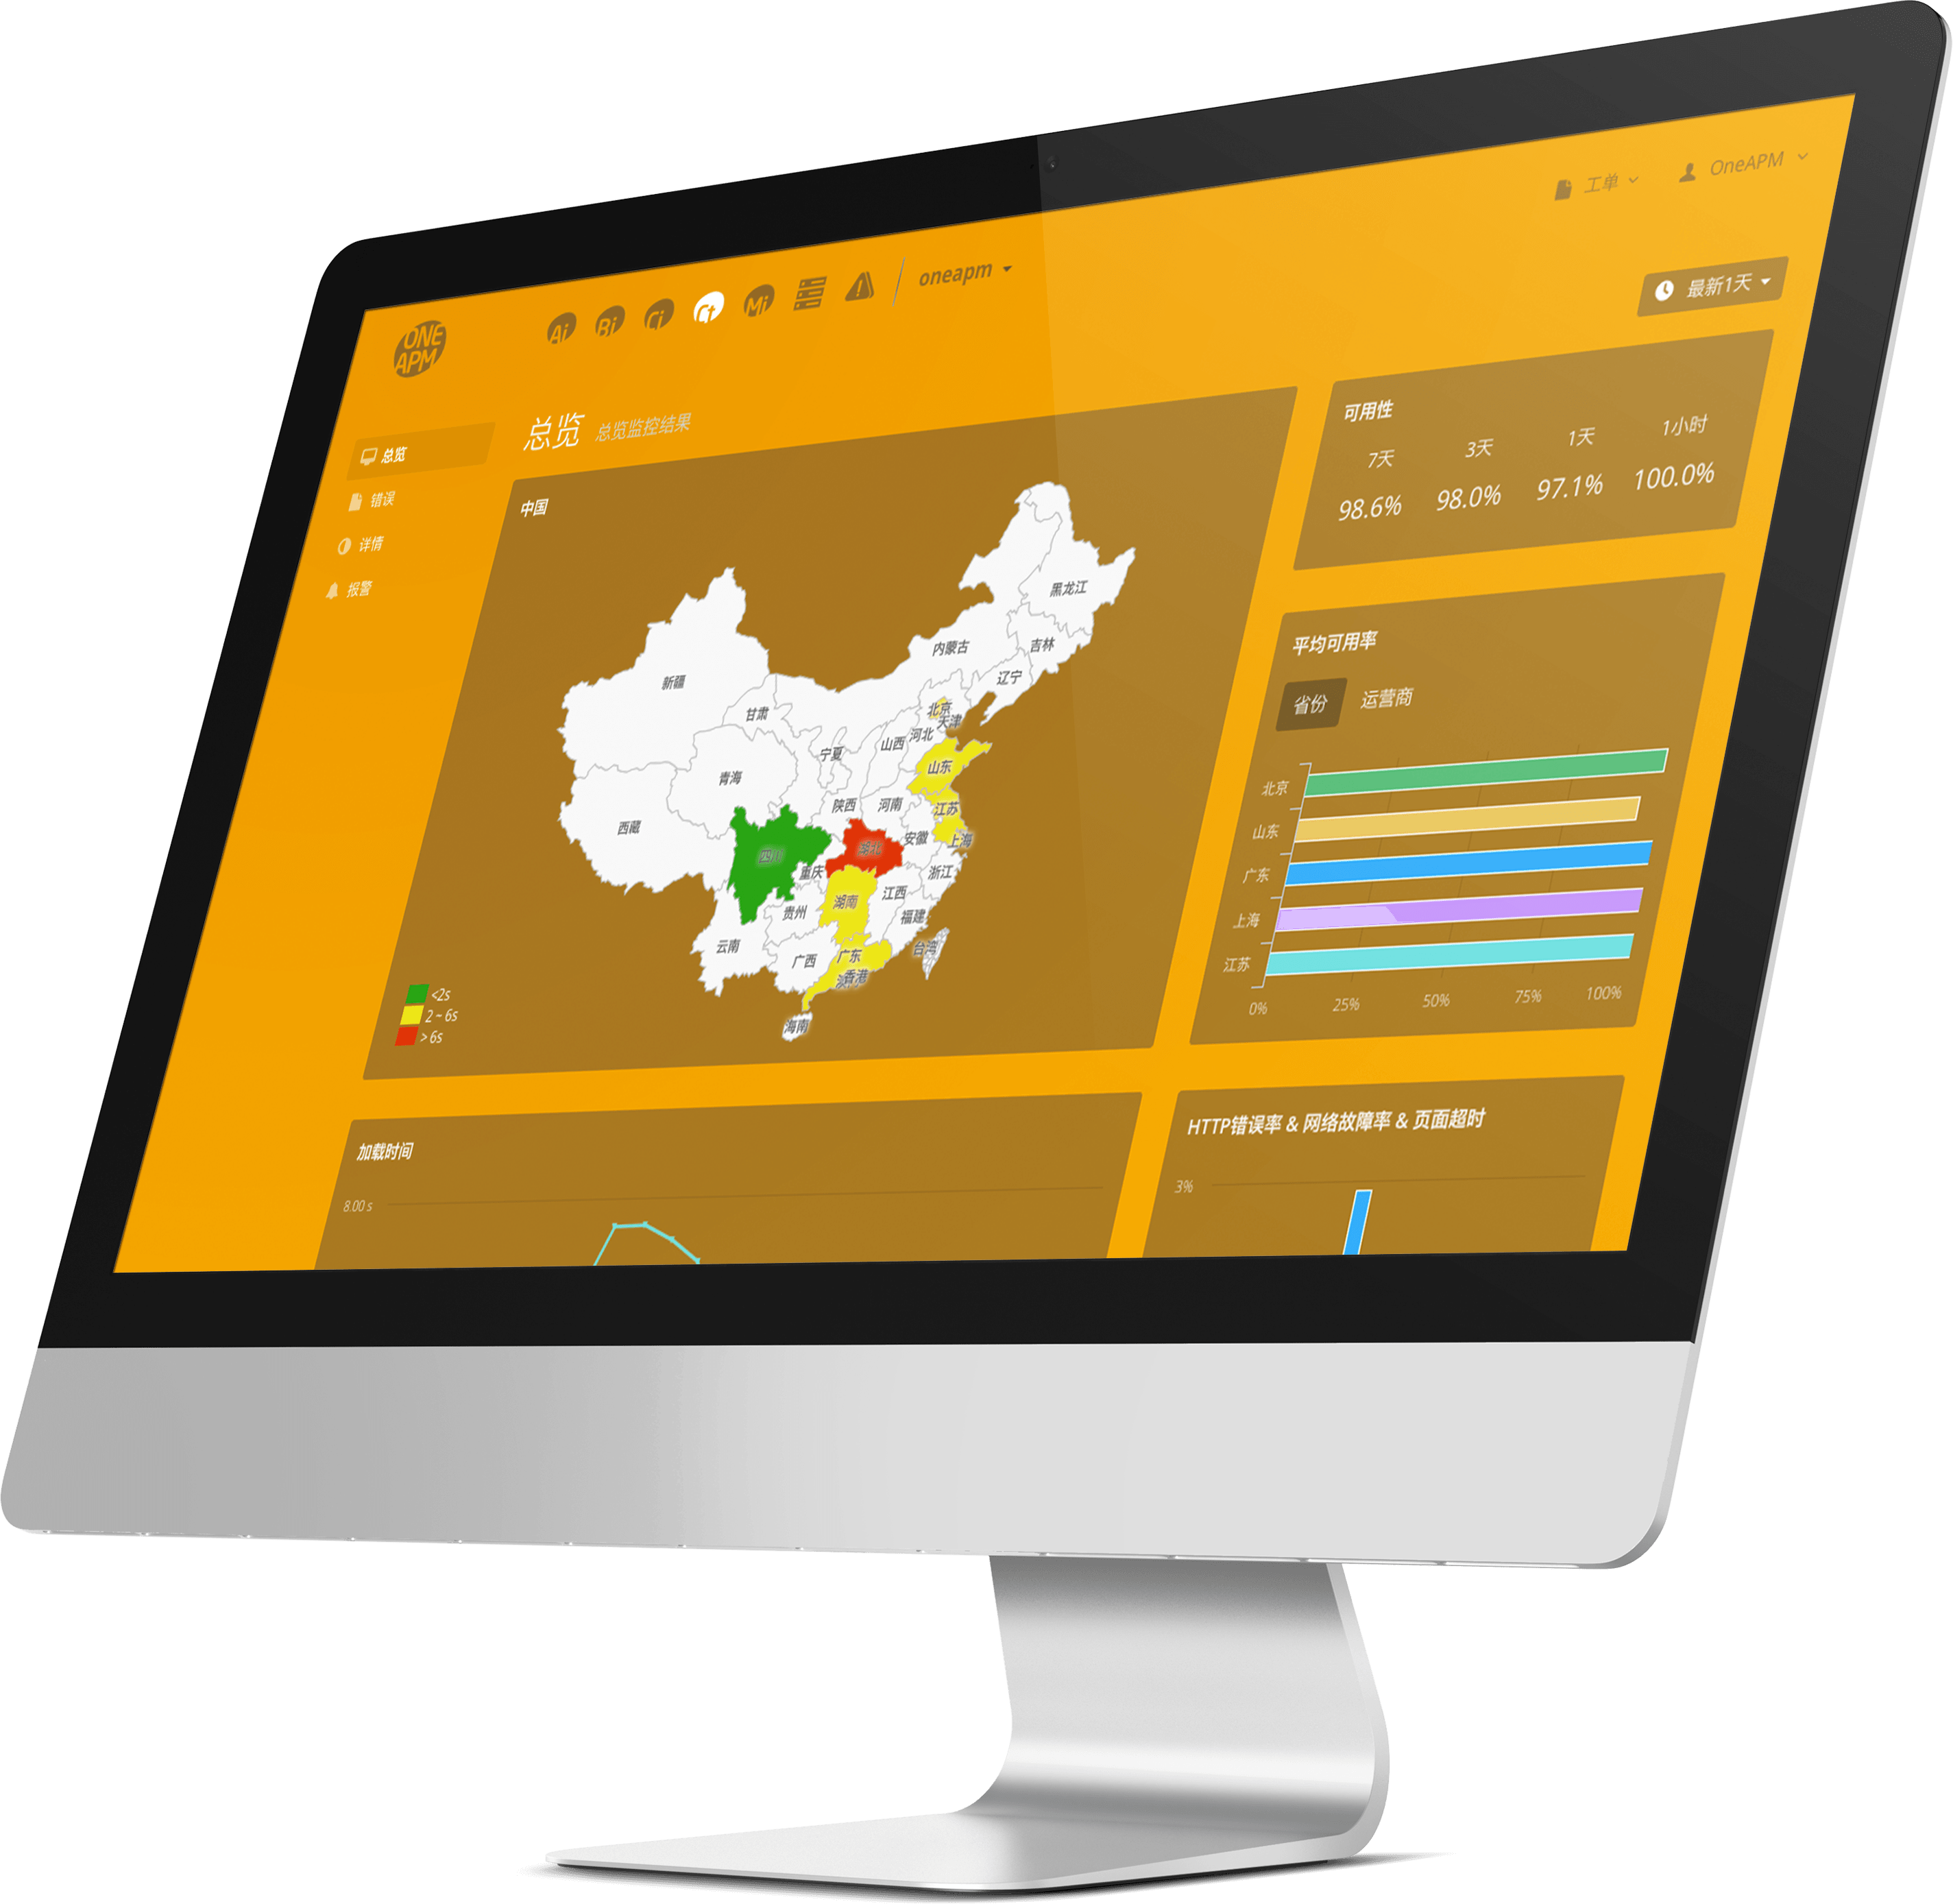 工单
OneAPM
ONE
APM
Ai
Bi
Ci
Ct
Mi
oneapm
最新1天
总览
错误
详情
报警
总览 总览监控结果
中国
黑龙江
内蒙古
吉林
辽宁
新疆
甘肃
北京
天津
河北
山西
宁夏
山东
青海
陕西
河南
江苏
西藏
安徽
上海
四川
湖北
重庆
浙江
江西
湖南
贵州
福建
云南
台湾
广东
广西
香港
海南
<2s
2 ~ 6s
> 6s
可用性
7天 3天 1天 1小时
98.6% 98.0% 97.1% 100.0%
平均可用率
省份 运营商
北京
山东
广东
上海
江苏
0% 25% 50% 75% 100%
加载时间
8.00 s
HTTP错误率 & 网络故障率 & 页面超时
3%